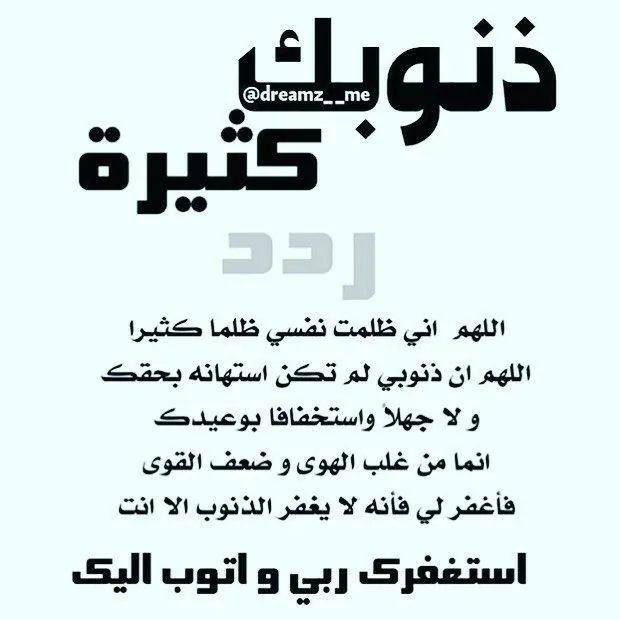 ذنوبك
@dreamz__me
كثيرة
ردد
اللهم اني ظلمت نفسي ظلما كثيرا
اللهم ان ذنوبي لم تكن استهانه بحقك
و لا جهلاً واستخفافا بوعيدك
انما من غلب الهوى و ضعف القوى
فأغفر لي فأنه لا يغفر الذنوب الا انت
استغفرك ربي و اتوب اليك